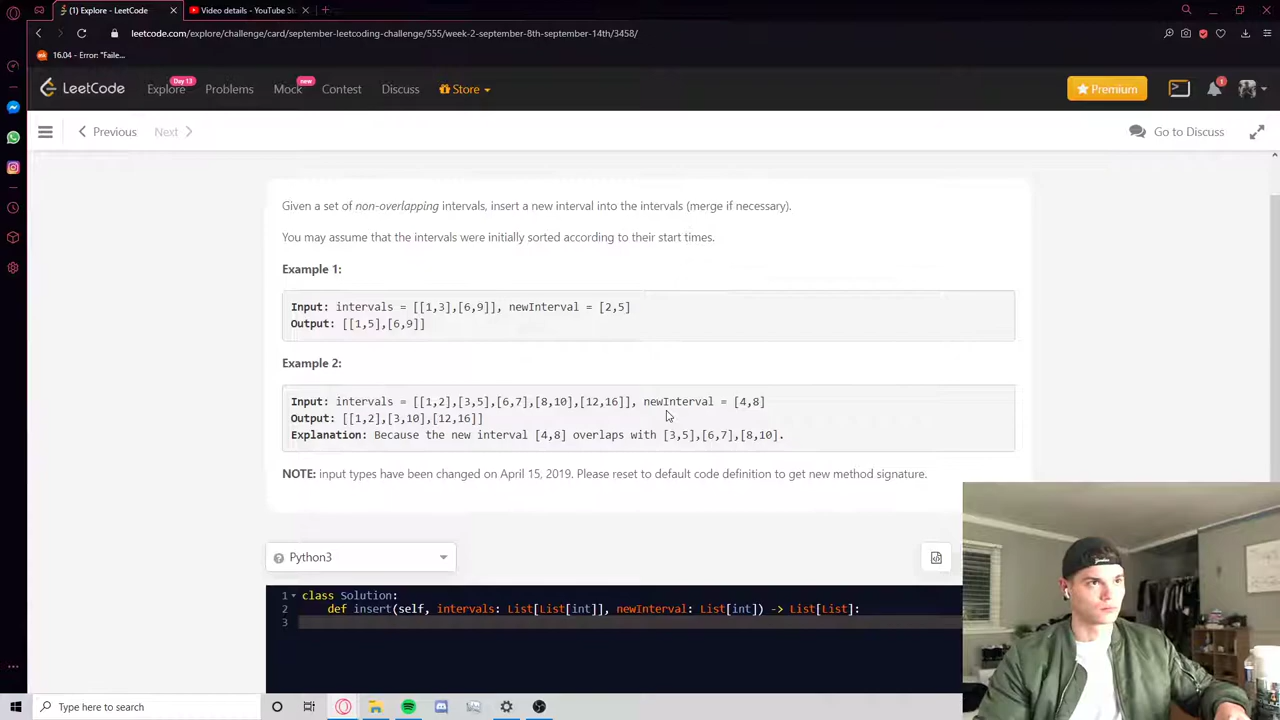 (1) Explore - LeetCode
Video details - YouTube St
leetcode.com/explore/challenge/card/september-leetcoding-challenge/555/week-2-september-8th-september-14th/3458/
ask
16.04 - Error: "Faile...
LeetCode
Explore
Day 13
Problems
Mock
new
Contest
Discuss
Store
Premium
1
Previous
Next
Go to Discuss
Given a set of non-overlapping intervals, insert a new interval into the intervals (merge if necessary).
You may assume that the intervals were initially sorted according to their start times.
Example 1:
Input: intervals = [[1,3],[6,9]], newInterval = [2,5]
Output: [[1,5],[6,9]]
Example 2:
Input: intervals = [[1,2],[3,5],[6,7],[8,10],[12,16]], newInterval = [4,8]
Output: [[1,2],[3,10],[12,16]]
Explanation: Because the new interval [4,8] overlaps with [3,5],[6,7],[8,10].
NOTE: input types have been changed on April 15, 2019. Please reset to default code definition to get new method signature.
Python3
1 class Solution:
2 def insert(self, intervals: List[List[int]], newInterval: List[int]) -> List[List]:
3
Type here to search